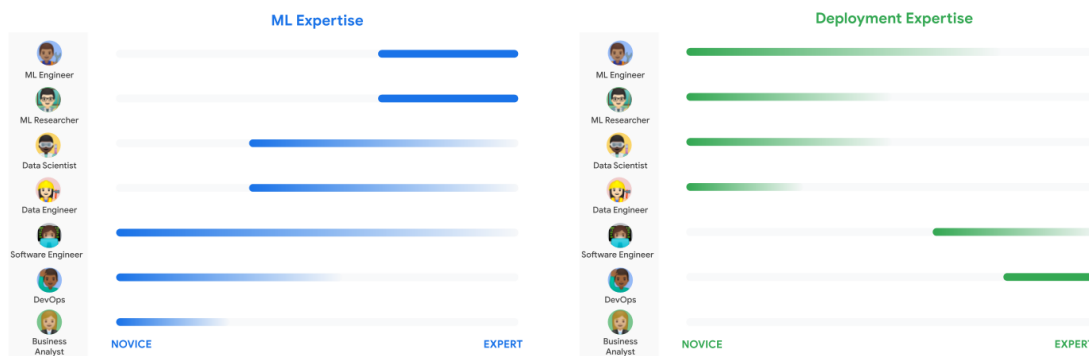 ML Expertise
ML Engineer
ML Researcher
Data Scientist
Data Engineer
Software Engineer
DevOps
Business
Analyst
NOVICE
EXPERT
Deployment Expertise
ML Engineer
ML Researcher
Data Scientist
Data Engineer
Software Engineer
DevOps
Business
Analyst
NOVICE
EXPERT